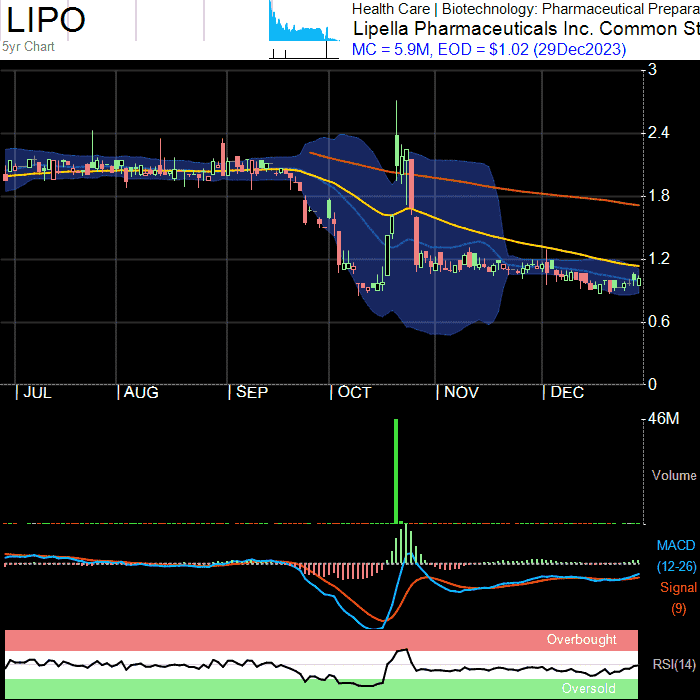 LIPO
5yr Chart
Health Care | Biotechnology: Pharmaceutical Prepara
Lipella Pharmaceuticals Inc. Common St
MC = 5.9M, EOD = $1.02 (29Dec2023)
3
2.4
1.8
1.2
0.6
0
| JUL | AUG | SEP | OCT | NOV | DEC
46M
Volume
MACD
(12-26)
Signal
(9)
Overbought
RSI(14)
Oversold